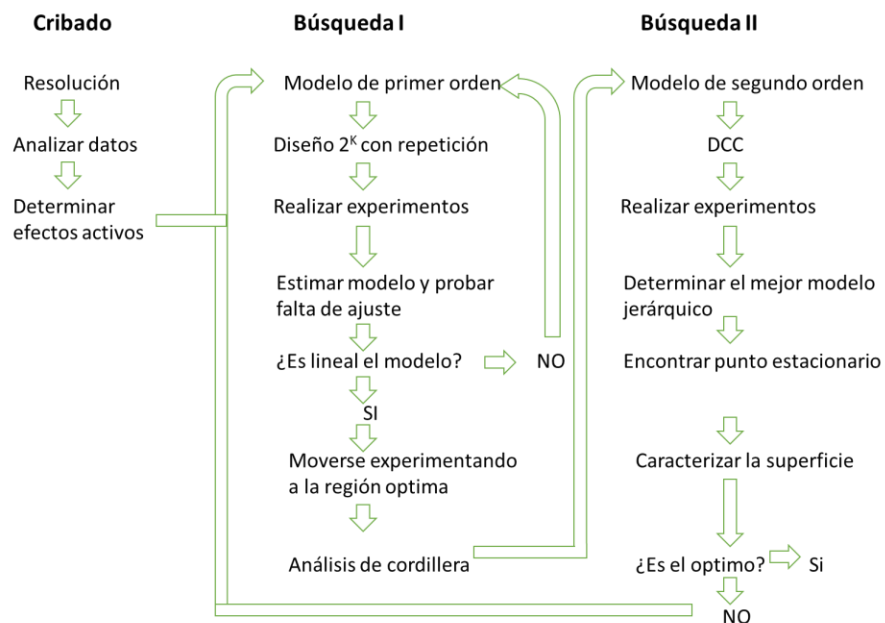 Cribado
Resolución
Analizar datos
Determinar
efectos activos
Búsqueda I
Modelo de primer orden
Diseño 2ᴷ con repetición
Realizar experimentos
Estimar modelo y probar
falta de ajuste
¿Es lineal el modelo?
NO
SI
Moverse experimentando
a la región optima
Análisis de cordillera
Búsqueda II
Modelo de segundo orden
DCC
Realizar experimentos
Determinar el mejor modelo
jerárquico
Encontrar punto estacionario
Caracterizar la superficie
¿Es el optimo?
Si
NO